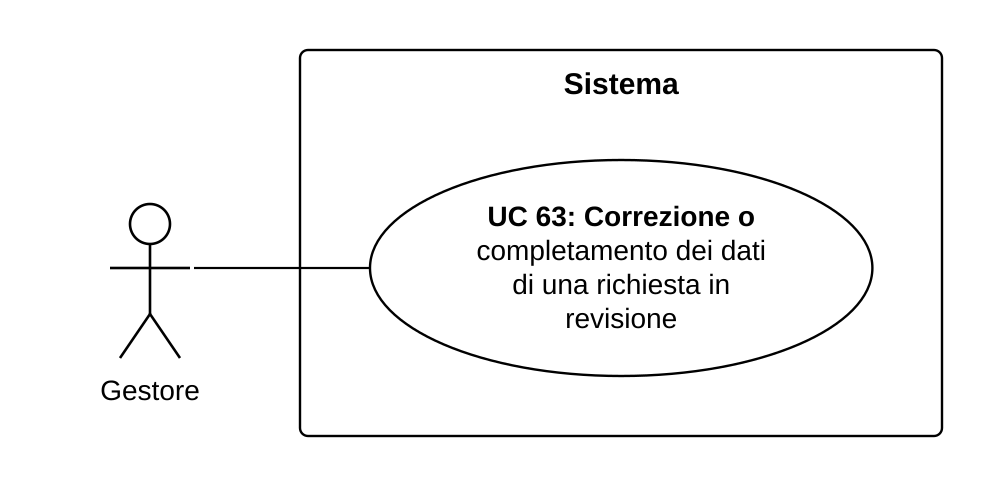 Sistema
UC 63: Correzione o
completamento dei dati
di una richiesta in
revisione
Gestore